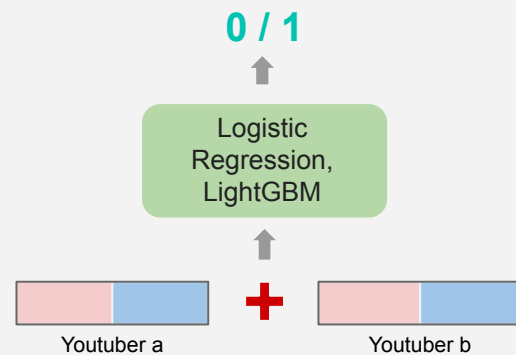 0 / 1
Logistic
Regression,
LightGBM
Youtuber a
Youtuber b